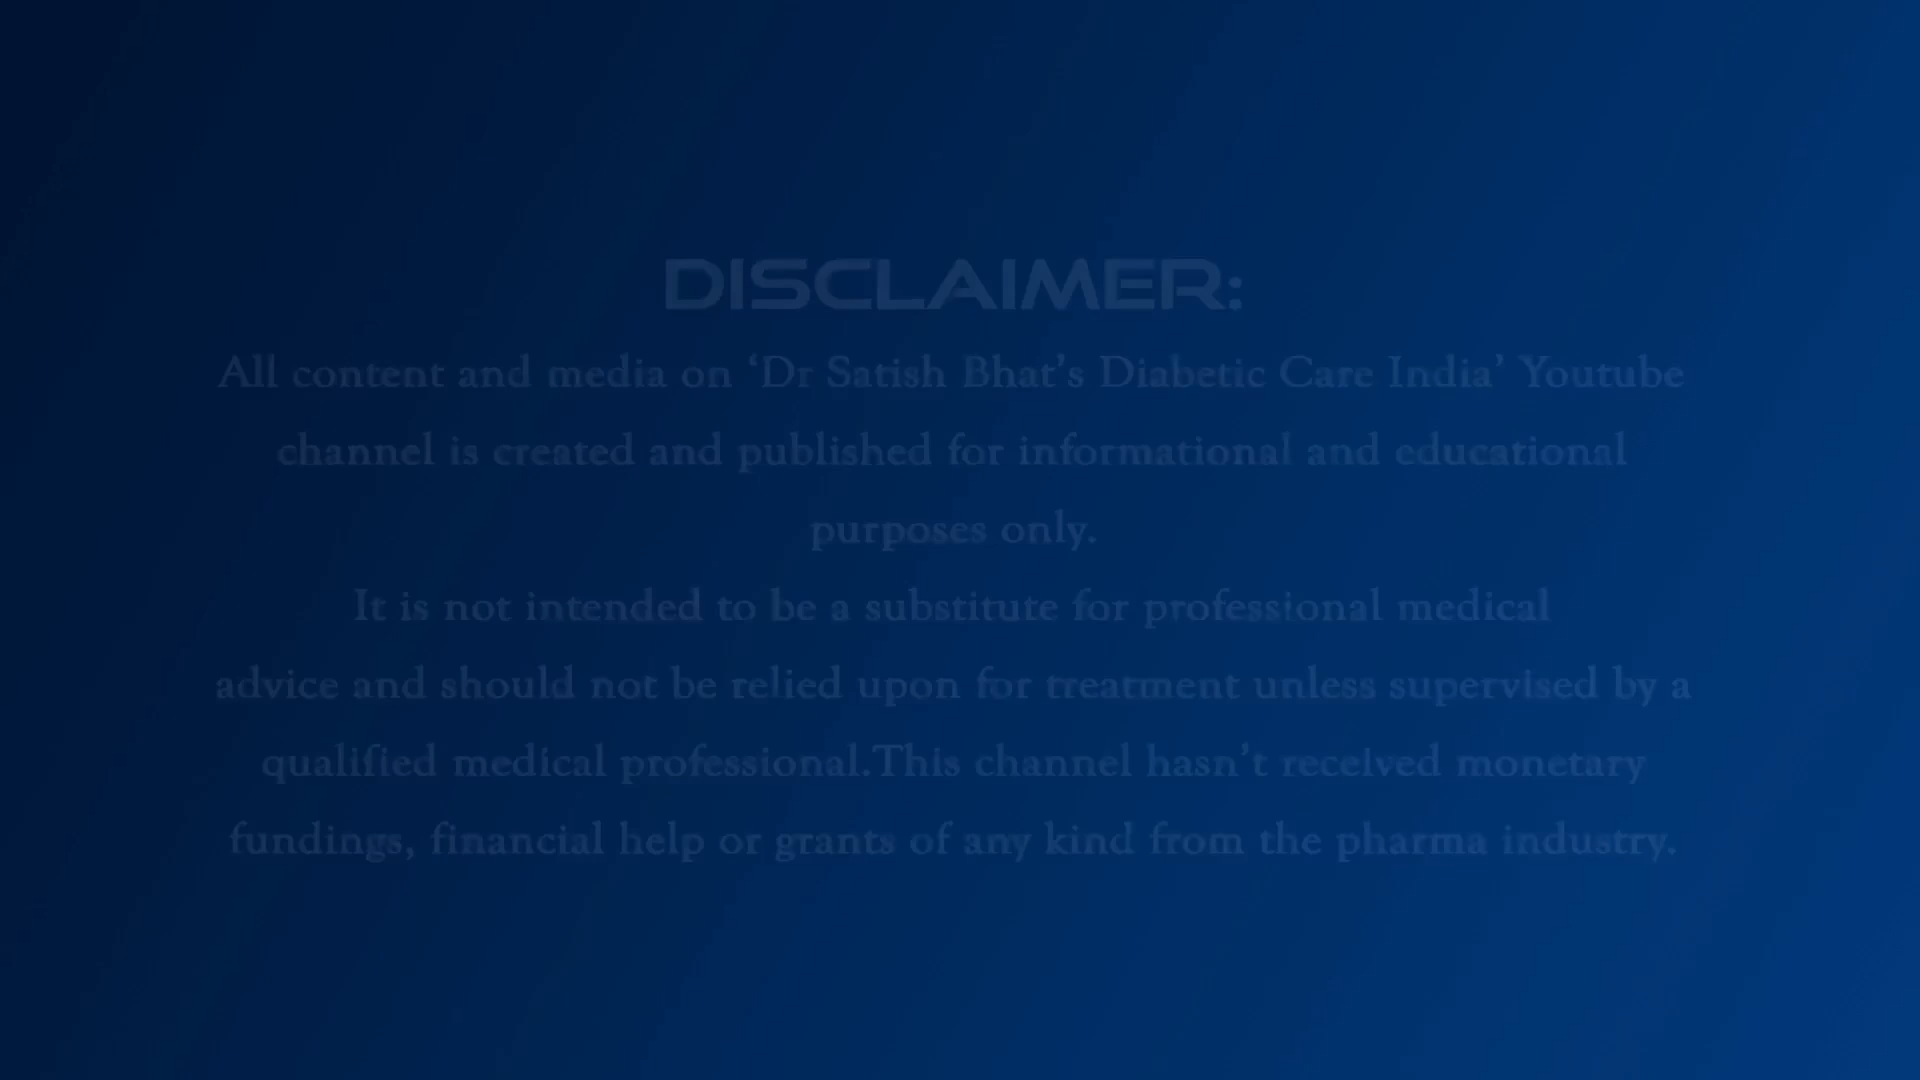 DISCLAIMER:
All content and media on ‘Dr Satish Bhat’s Diabetic Care India’ Youtube
channel is created and published for informational and educational
purposes only.
It is not intended to be a substitute for professional medical
advice and should not be relied upon for treatment unless supervised by a
qualified medical professional.This channel hasn’t received monetary
fundings, financial help or grants of any kind from the pharma industry.